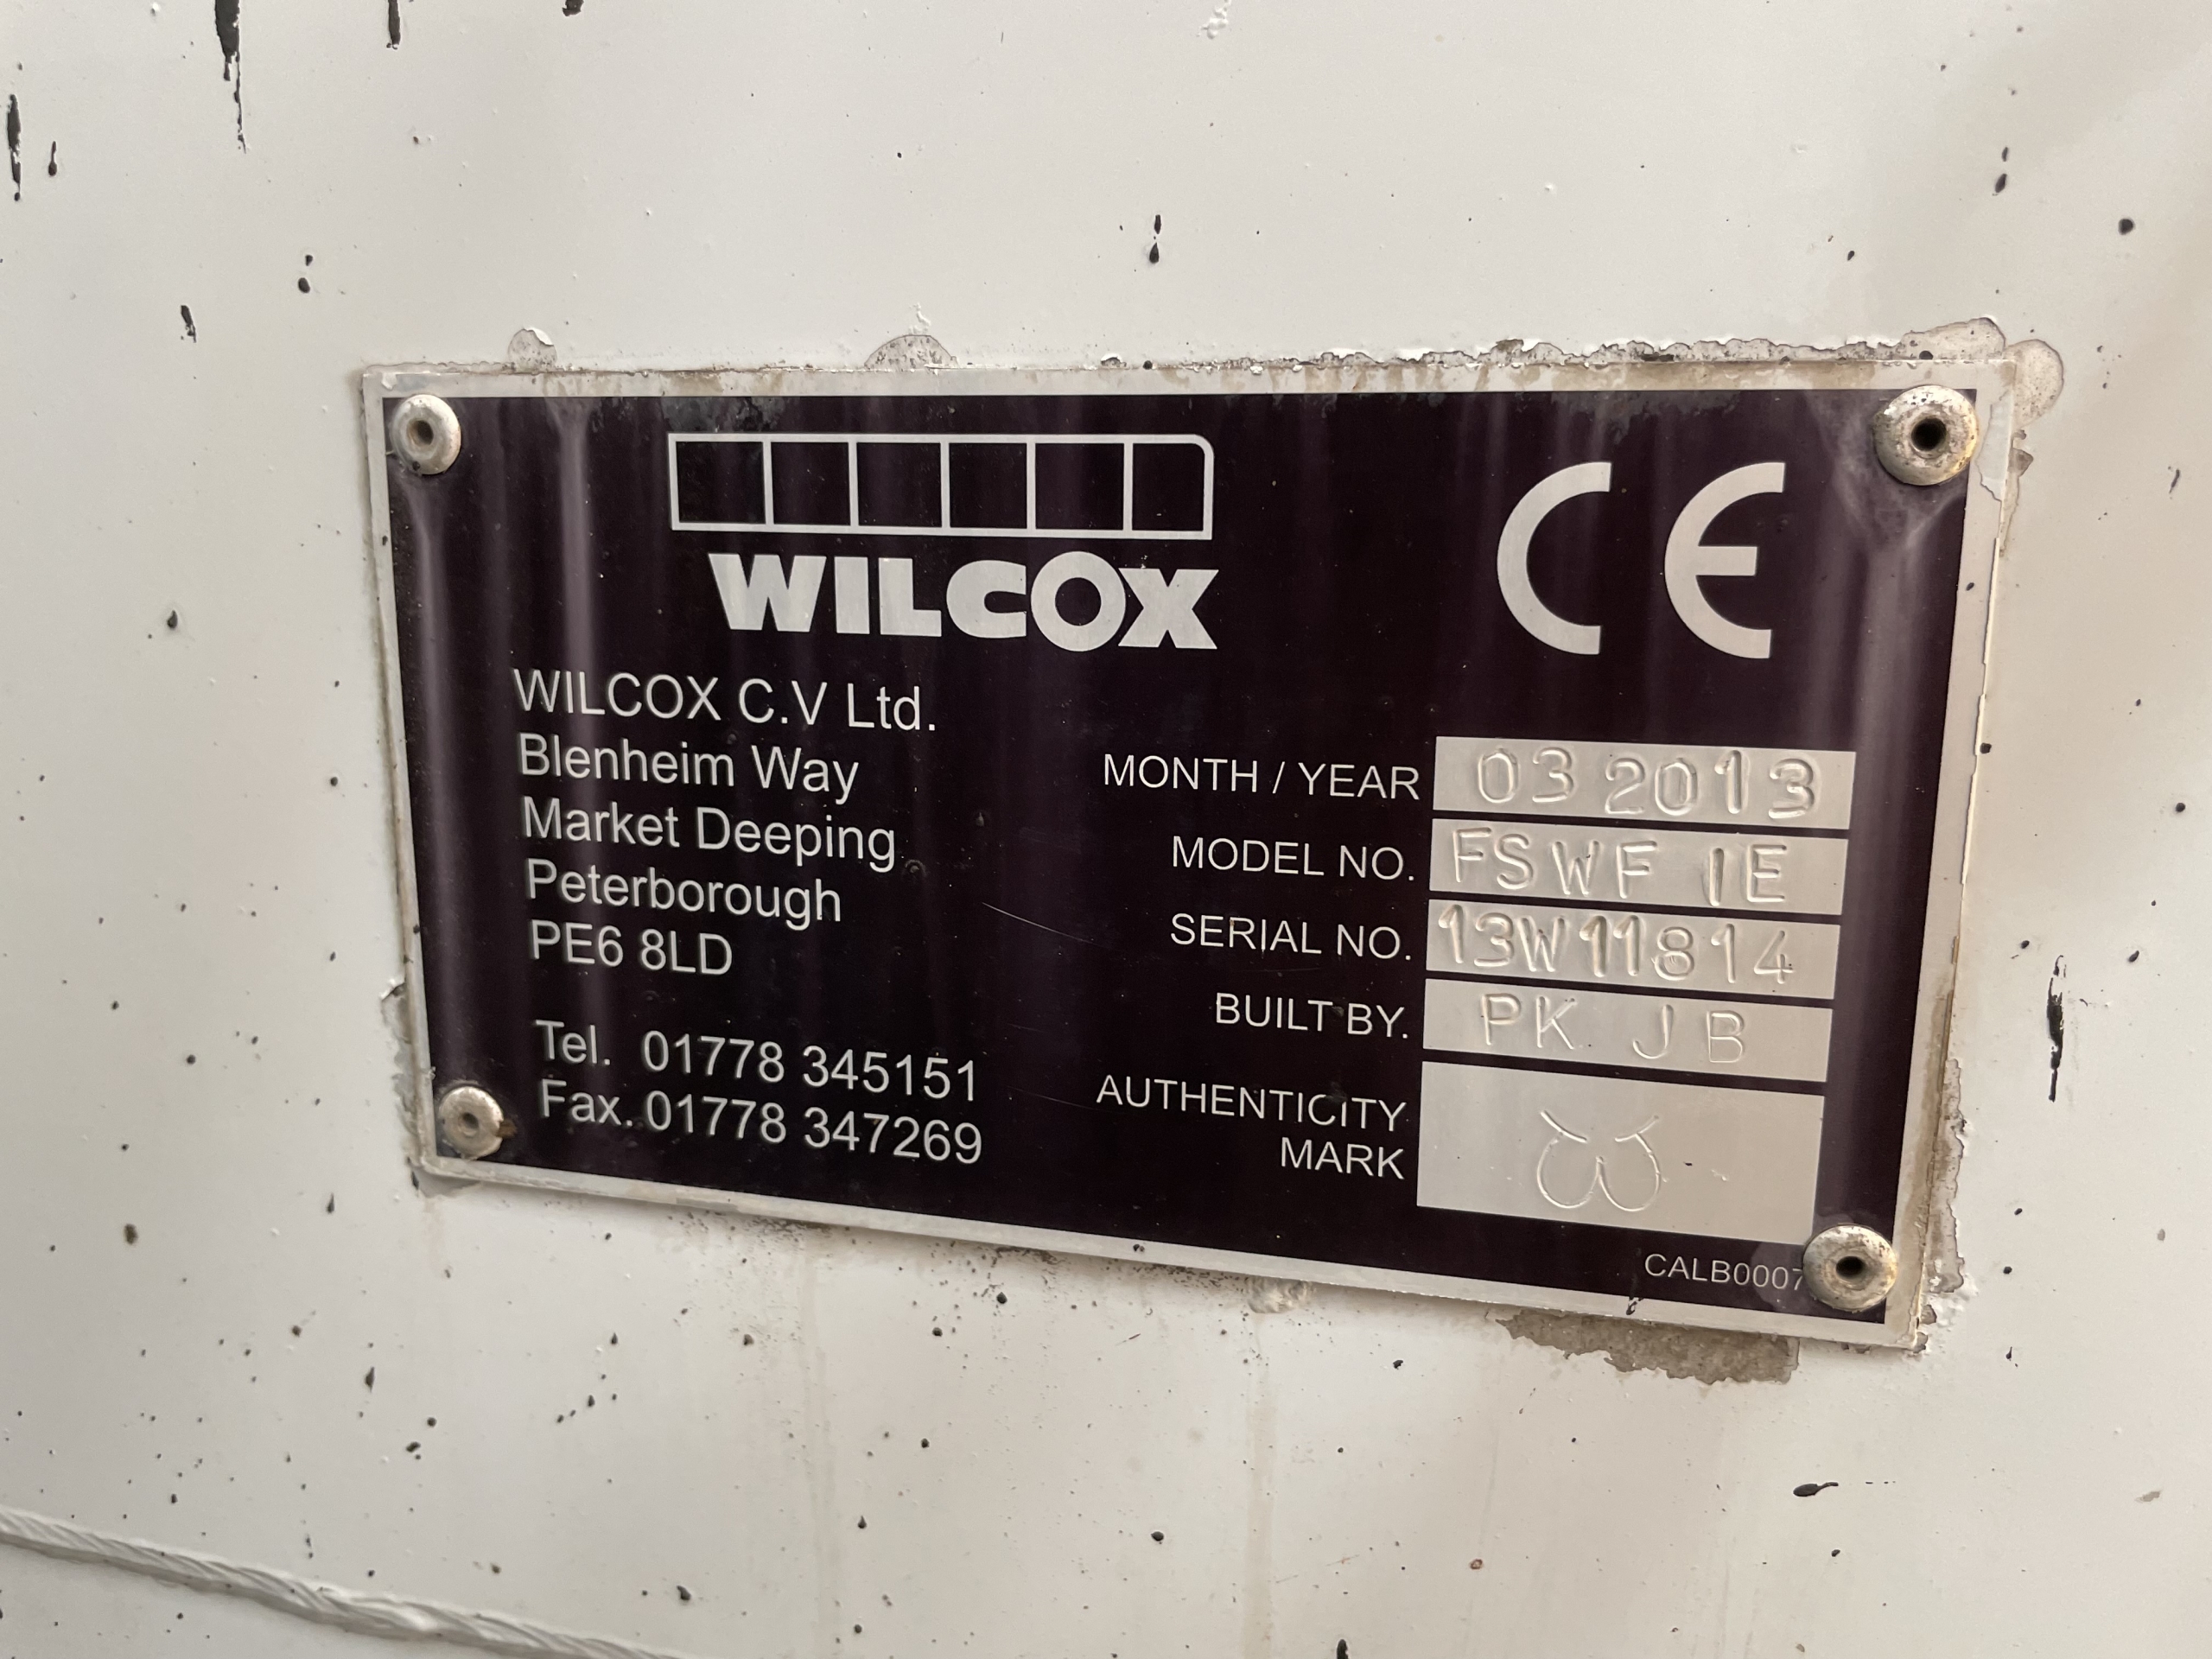 WILCOX
CE
WILCOX C.V Ltd.
Blenheim Way
Market Deeping
Peterborough
PE6 8LD
Tel. 01778 345151
Fax. 01778 347269
MONTH / YEAR 03 2013
MODEL NO. FSWF IE
SERIAL NO. 13W11814
BUILT BY. PK JB
AUTHENTICITY
MARK
CALB0007